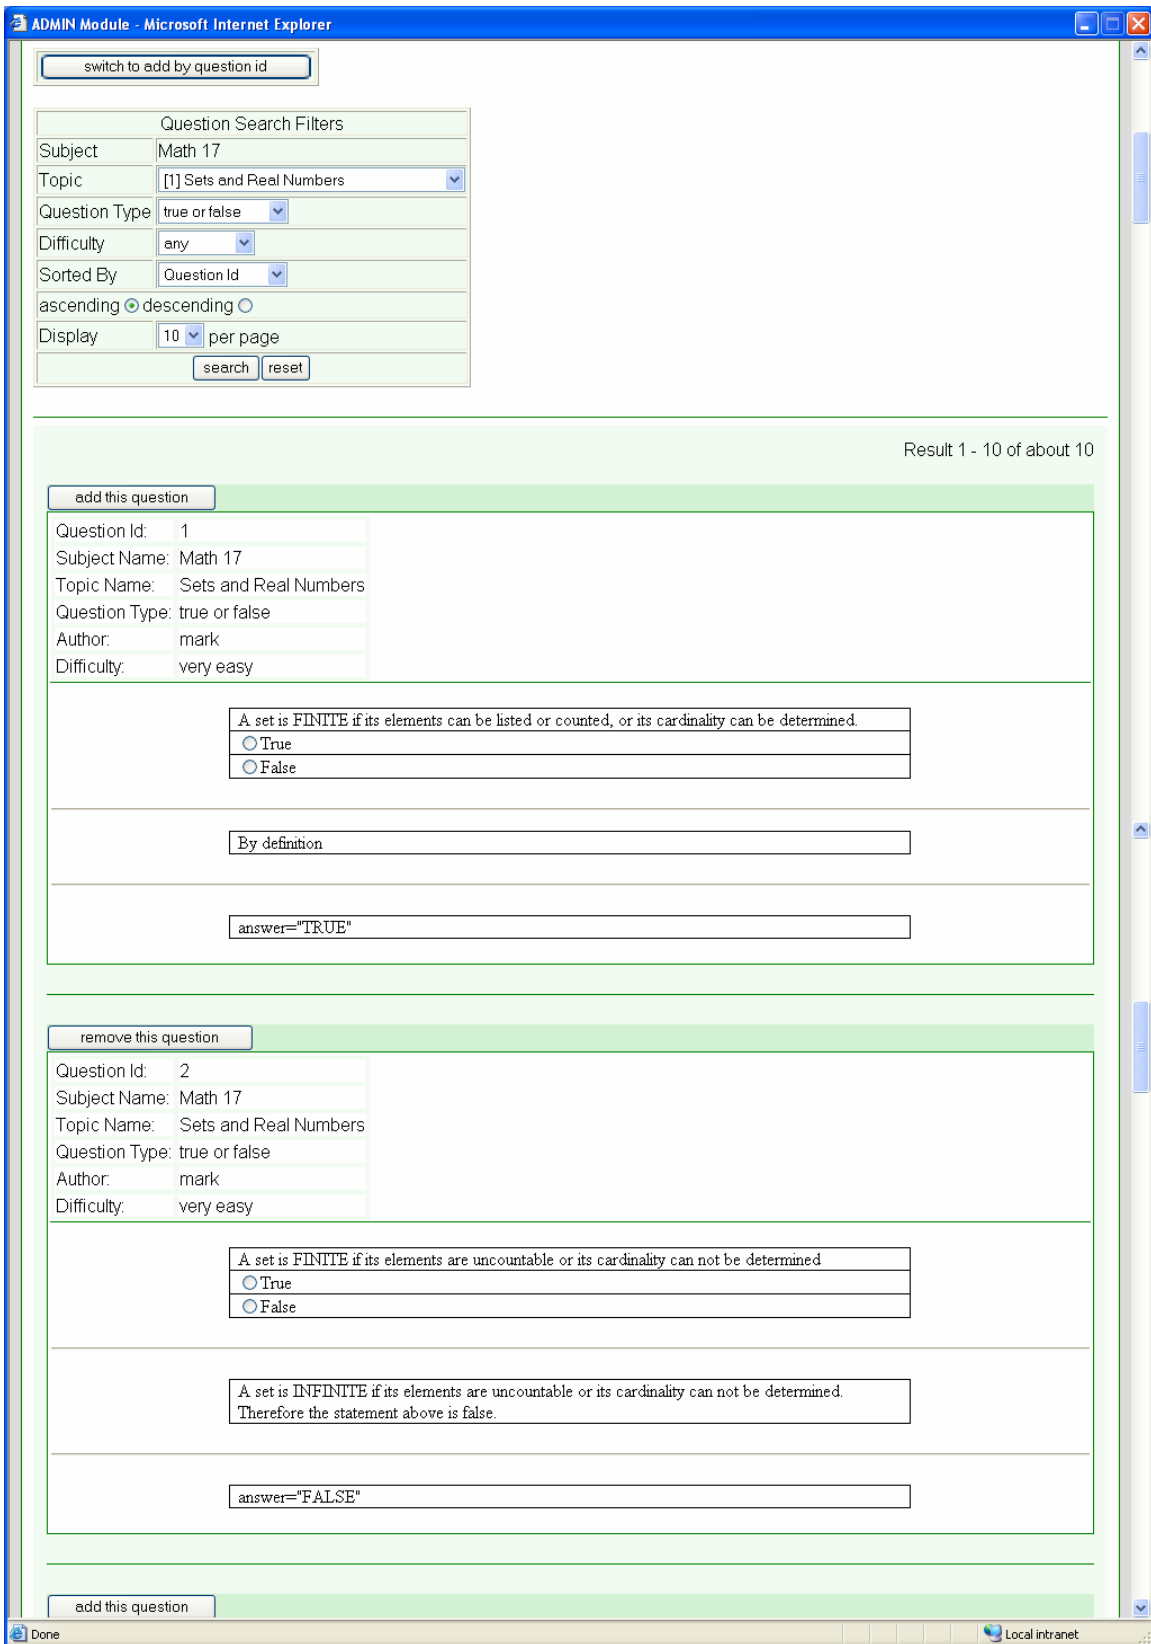 ADMIN Module - Microsoft Internet Explorer
switch to add by question id
Question Search Filters
Subject Math 17
Topic [1] Sets and Real Numbers
Question Type true or false
Difficulty any
Sorted By Question Id
ascending descending
Display 10 per page
search reset
Result 1 - 10 of about 10
add this question
Question Id: 1
Subject Name: Math 17
Topic Name: Sets and Real Numbers
Question Type: true or false
Author: mark
Difficulty: very easy
A set is FINITE if its elements can be listed or counted, or its cardinality can be determined.
True
False
By definition
answer="TRUE"
remove this question
Question Id: 2
Subject Name: Math 17
Topic Name: Sets and Real Numbers
Question Type: true or false
Author: mark
Difficulty: very easy
A set is FINITE if its elements are uncountable or its cardinality can not be determined
True
False
A set is INFINITE if its elements are uncountable or its cardinality can not be determined.
Therefore the statement above is false.
answer="FALSE"
add this question
Done Local intranet